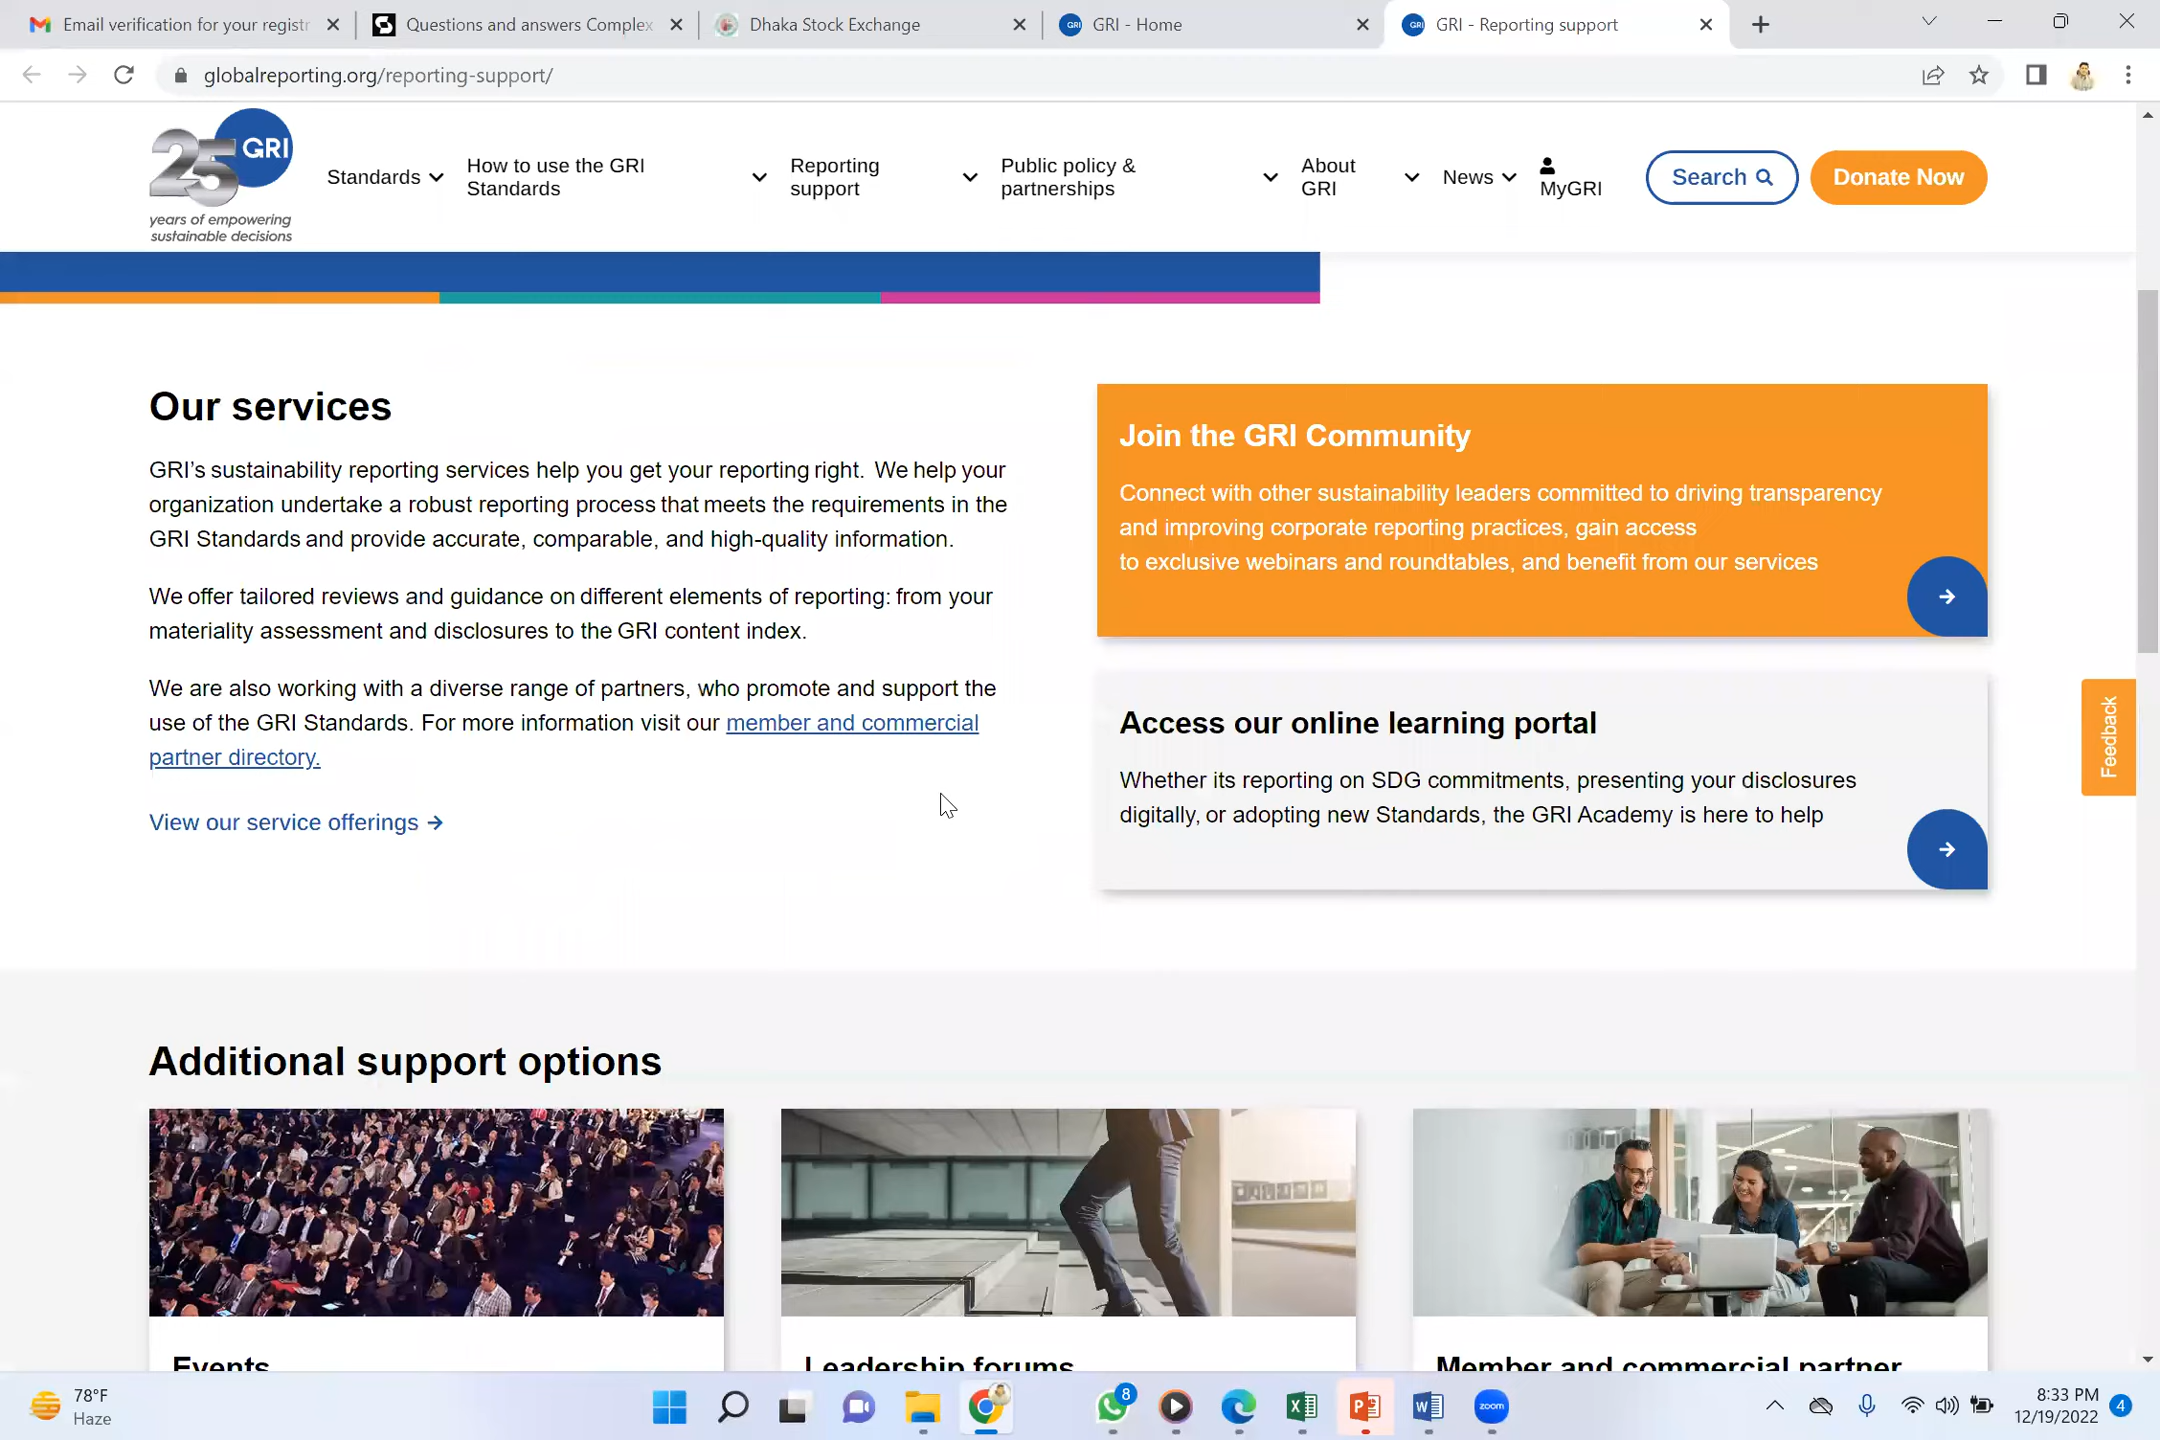 Email verification for your registr
Questions and answers Complex
Dhaka Stock Exchange
GRI - Home
GRI - Reporting support
globalreporting.org/reporting-support/
25 GRI
years of empowering
sustainable decisions
Standards
How to use the GRI
Standards
Reporting
support
Public policy &
partnerships
About
GRI
News
MyGRI
Search
Donate Now
Our services
GRI’s sustainability reporting services help you get your reporting right. We help your
organization undertake a robust reporting process that meets the requirements in the
GRI Standards and provide accurate, comparable, and high-quality information.
We offer tailored reviews and guidance on different elements of reporting: from your
materiality assessment and disclosures to the GRI content index.
We are also working with a diverse range of partners, who promote and support the
use of the GRI Standards. For more information visit our member and commercial
partner directory.
View our service offerings →
Join the GRI Community
Connect with other sustainability leaders committed to driving transparency
and improving corporate reporting practices, gain access
to exclusive webinars and roundtables, and benefit from our services
Access our online learning portal
Whether its reporting on SDG commitments, presenting your disclosures
digitally, or adopting new Standards, the GRI Academy is here to help
Feedback
Additional support options
Events
Leadership forums
Member and commercial partner
78°F
Haze
8
zoom
8:33 PM
12/19/2022
4